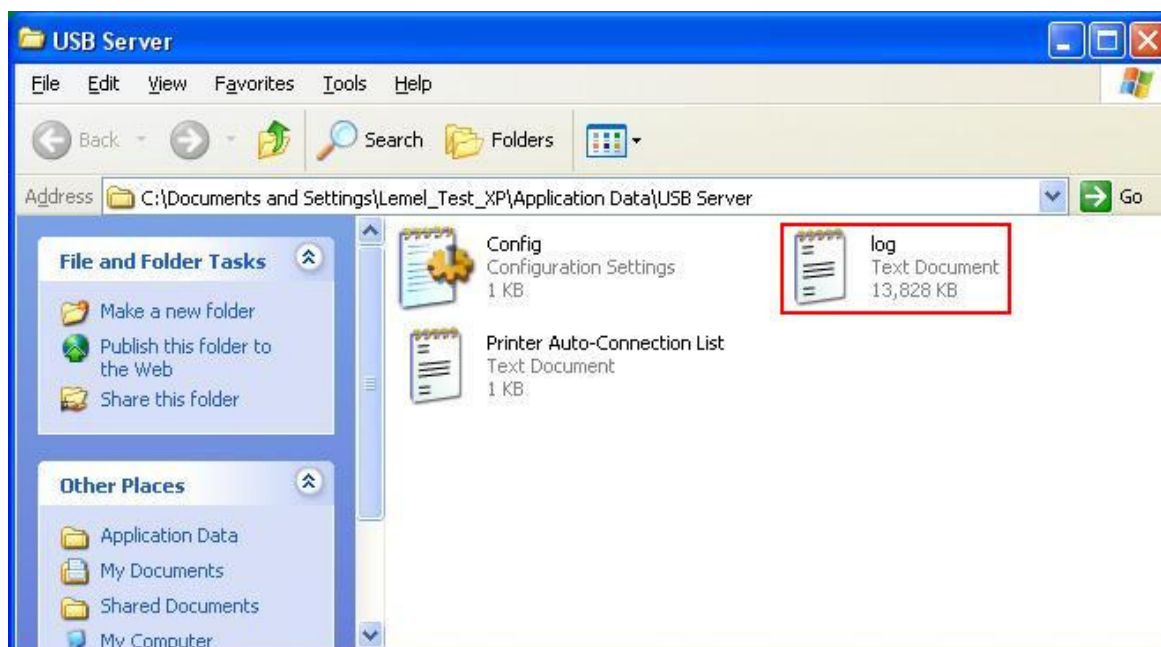 USB Server
File Edit View Favorites Tools Help
Back Search Folders
Address C:\Documents and Settings\Lemel_Test_XP\Application Data\USB Server Go
File and Folder Tasks
Make a new folder
Publish this folder to
the Web
Share this folder
Other Places
Application Data
My Documents
Shared Documents
My Computer
Config
Configuration Settings
1 KB
log
Text Document
13,828 KB
Printer Auto-Connection List
Text Document
1 KB